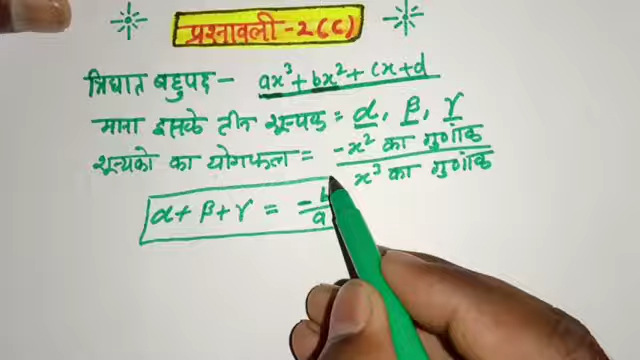 प्रश्नावली-2(C)
त्रिघात बहुपद- ax³+bx²+cx+d
माना इसके तीन शून्यक = α, β, γ
शून्यको का योगफल = -x² का गुणांक / x³ का गुणांक
α+β+γ = -b/a